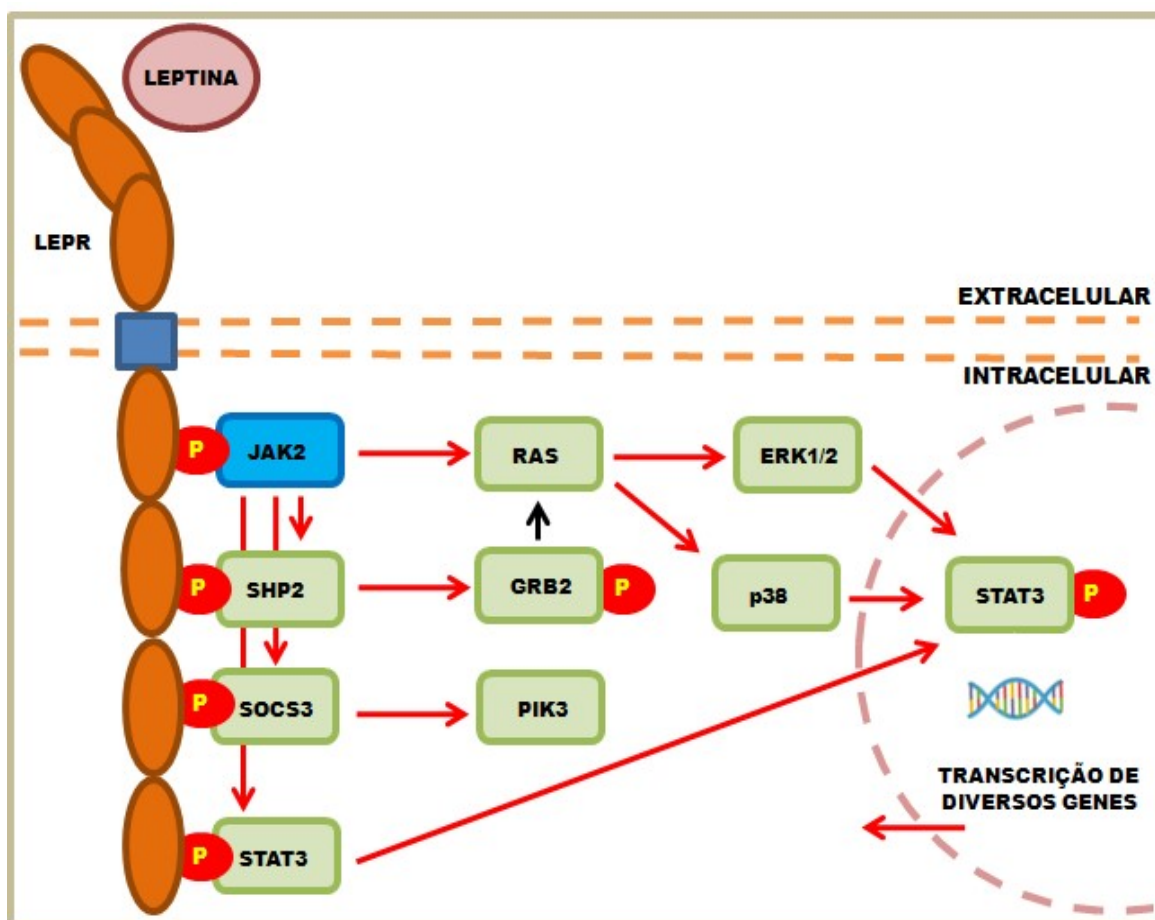 LEPTINA
LEPR
EXTRACELULAR
INTRACELULAR
P
JAK2
RAS
ERK1/2
P
SHP2
GRB2
P
p38
STAT3
P
P
SOCS3
PIK3
TRANSCRIÇÃO DE
DIVERSOS GENES
P
STAT3